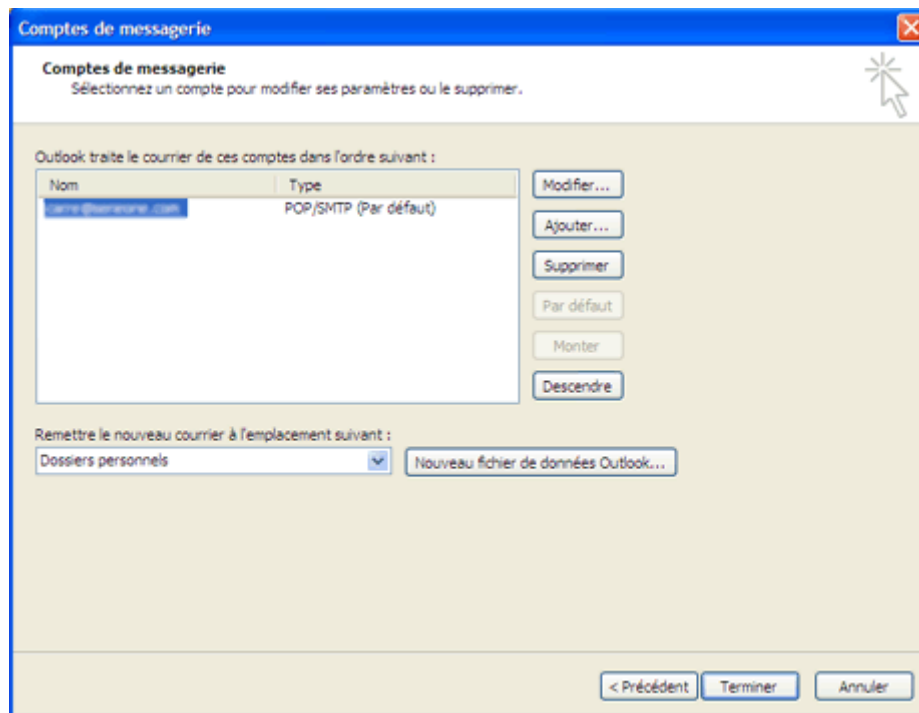 Comptes de messagerie
Comptes de messagerie
Sélectionnez un compte pour modifier ses paramètres ou le supprimer.
Outlook traite le courrier de ces comptes dans l'ordre suivant :
Nom Type
POP/SMTP (Par défaut)
Modifier...
Ajouter...
Supprimer
Par défaut
Monter
Descendre
Remettre le nouveau courrier à l'emplacement suivant :
Dossiers personnels
Nouveau fichier de données Outlook...
< Précédent Terminer Annuler